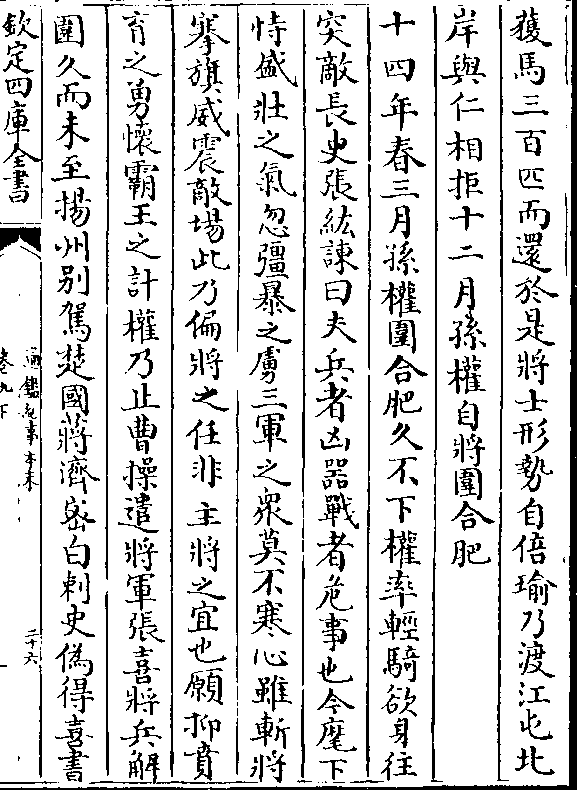 獲馬三百匹而還於是將士形勢自倍瑜乃渡江屯北
岸與仁相拒十二月孫權自將圍合肥
十四年春三月孫權圍合肥久不下權率輕騎欲身往
突敵長史張紘諫曰夫兵者凶器戰者危事也今麾下
恃盛壯之氣忽彊暴之虜三軍之衆莫不寒心雖斬將
搴旗威震敵場此乃偏將之任非主將之宜也願抑賁
育之勇懷霸王之計權乃止曹操遣將軍張喜將兵解
圍久而未至揚州别駕楚國蔣濟密白刺史偽得喜書
欽定四庫全書
通鑑紀事本末
卷九下
二十六